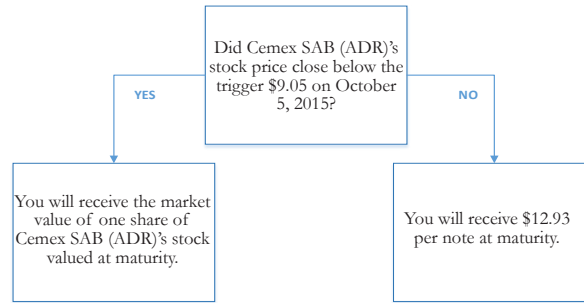 Did Cemex SAB (ADR)'s
stock price close below the
trigger $9.05 on October
5, 2015?
YES
NO
You will receive the market
value of one share of
Cemex SAB (ADR)'s stock
valued at maturity.
You will receive $12.93
per note at maturity.